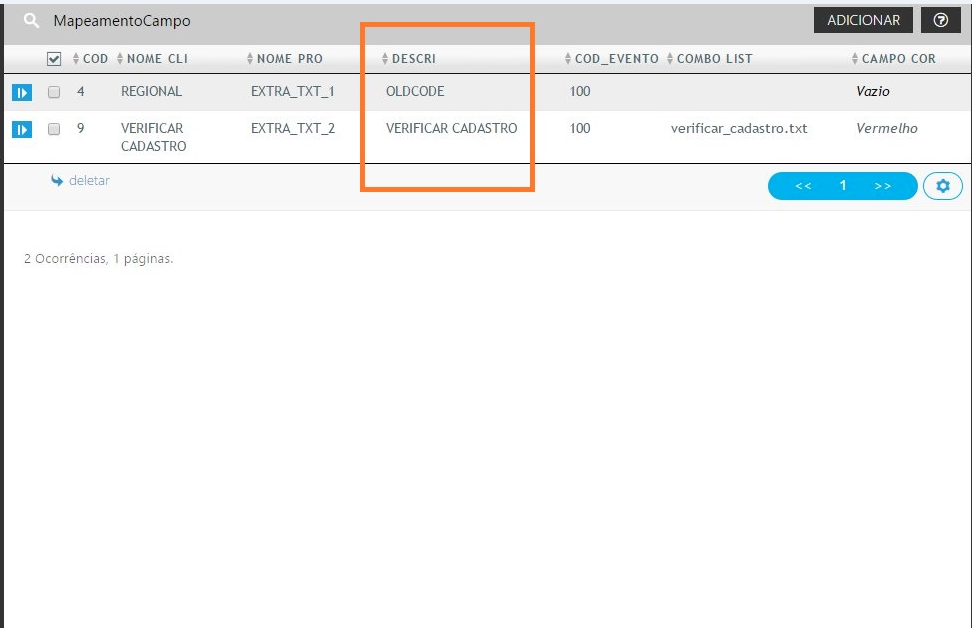 MapeamentoCampo ADICIONAR ?
COD NOME CLI NOME PRO DESCRI COD_EVENTO COMBO LIST CAMPO COR
4 REGIONAL EXTRA_TXT_1 OLDCODE 100 Vazio
9 VERIFICAR EXTRA_TXT_2 VERIFICAR CADASTRO 100 verificar_cadastro.txt Vermelho
CADASTRO
deletar << 1 >>
2 Ocorrências, 1 páginas.